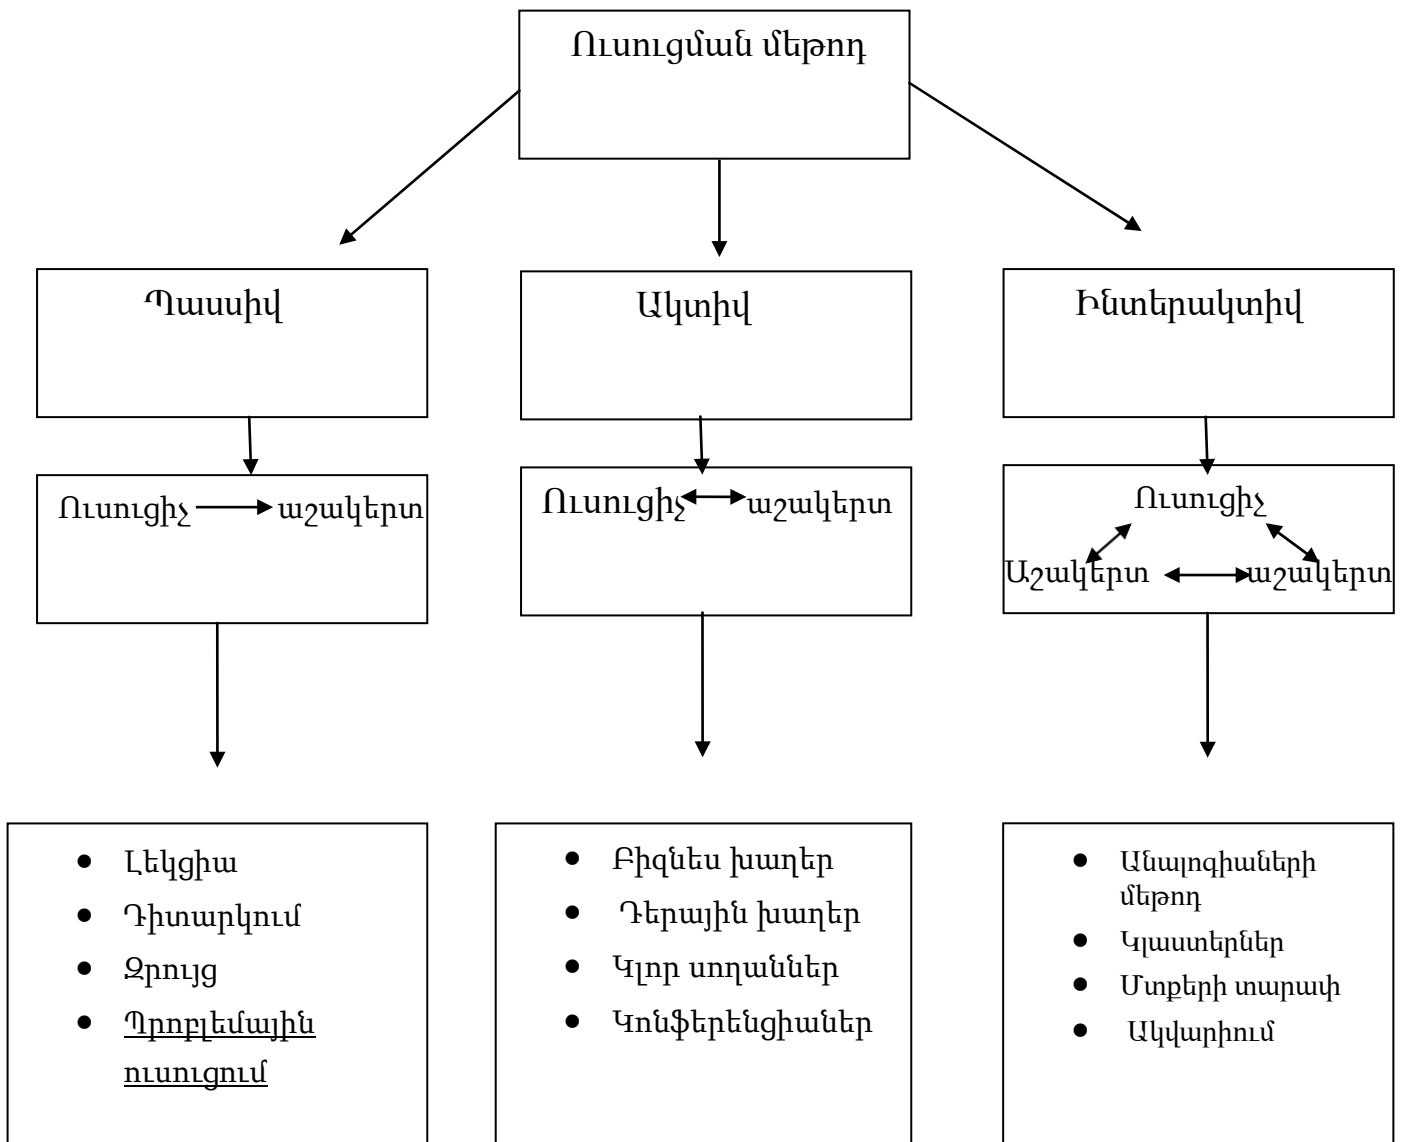 Ուսուցման մեթոդ
Պասսիվ
Ակտիվ
Ինտերակտիվ
Ուսուցիչ աշակերտ
Ուսուցիչ աշակերտ
Ուսուցիչ
Աշակերտ աշակերտ
● Լեկցիա
● Դիտարկում
● Զրույց
● Պրոբլեմային
ուսուցում
● Բիզնես խաղեր
● Դերային խաղեր
● Կլոր սողաններ
● Կոնֆերենցիաներ
● Անալոգիաների
մեթոդ
● Կլաստերներ
● Մտքերի տարափ
● Ակվարիում